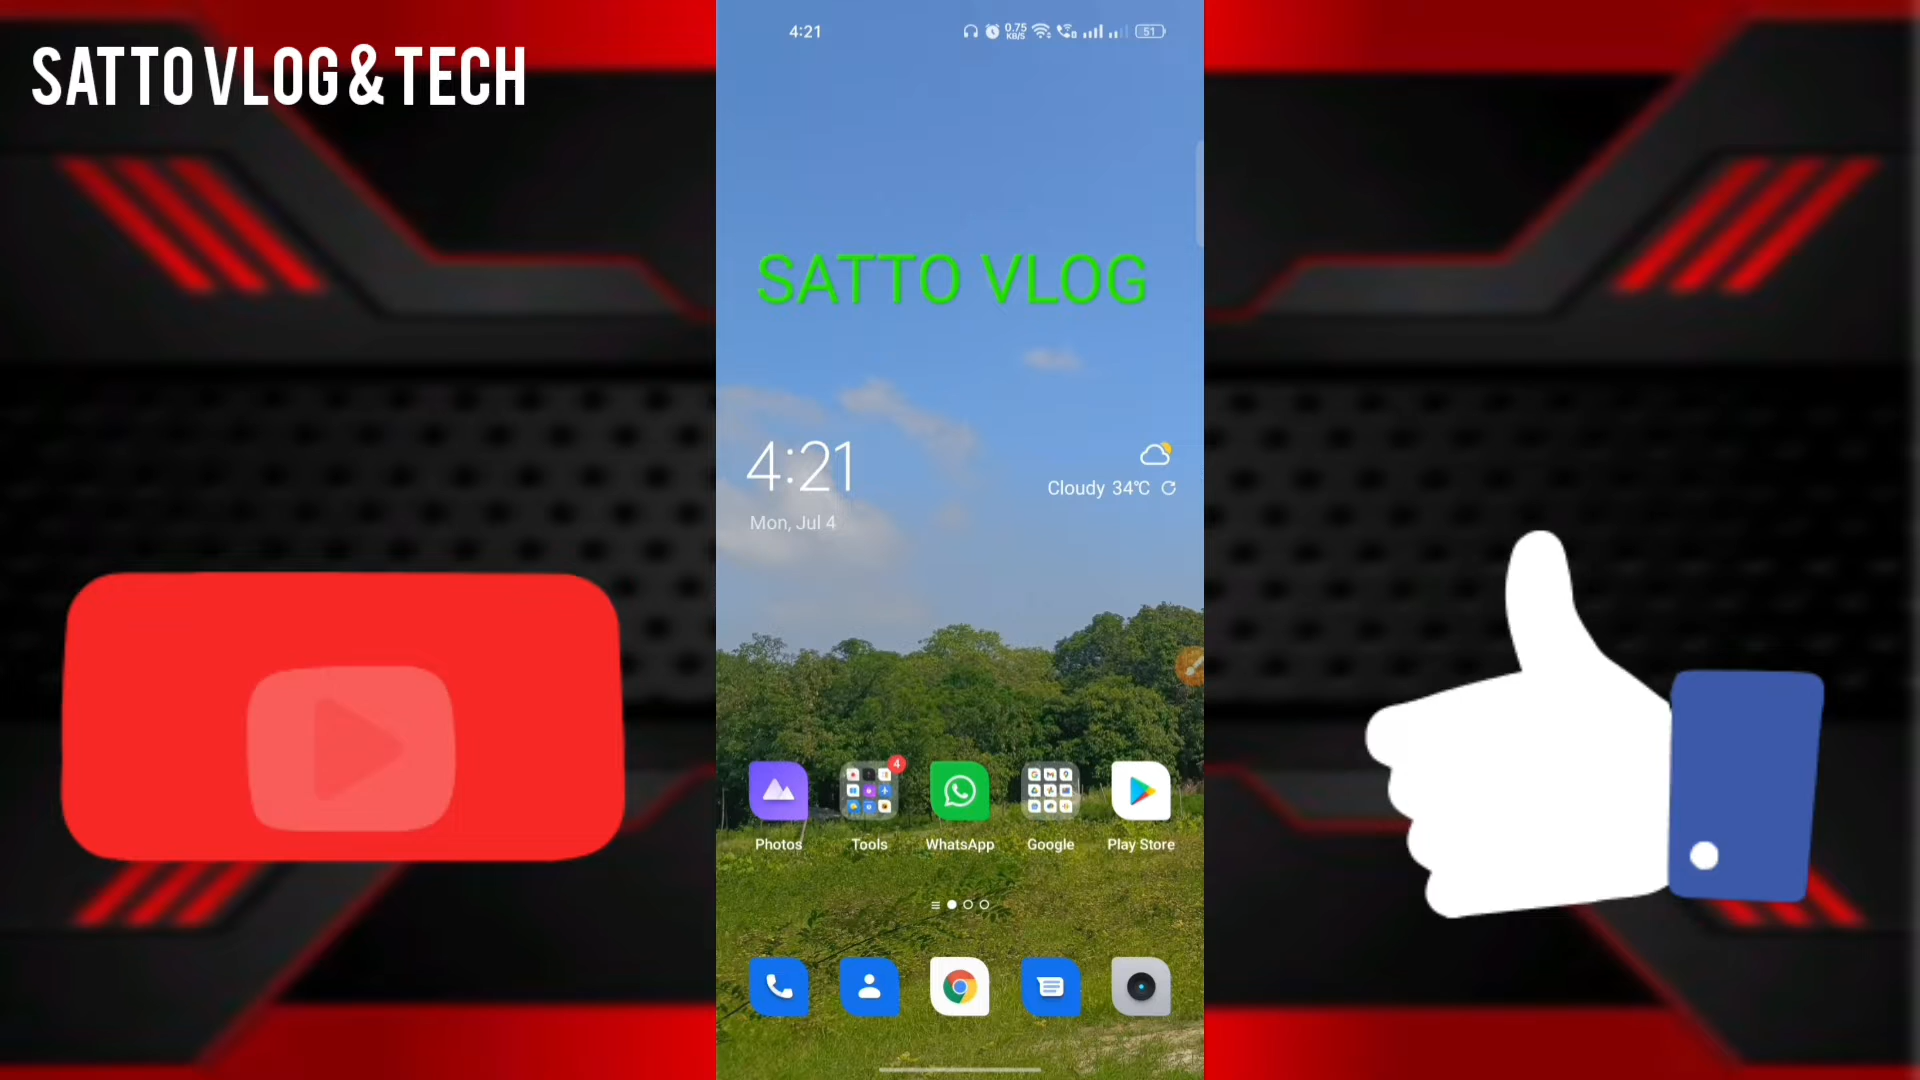 SATTO VLOG & TECH
4:21
0.75
KB/S
51
SATTO VLOG
4:21
Cloudy 34℃
Mon, Jul 4
4
Photos
Tools
WhatsApp
Google
Play Store